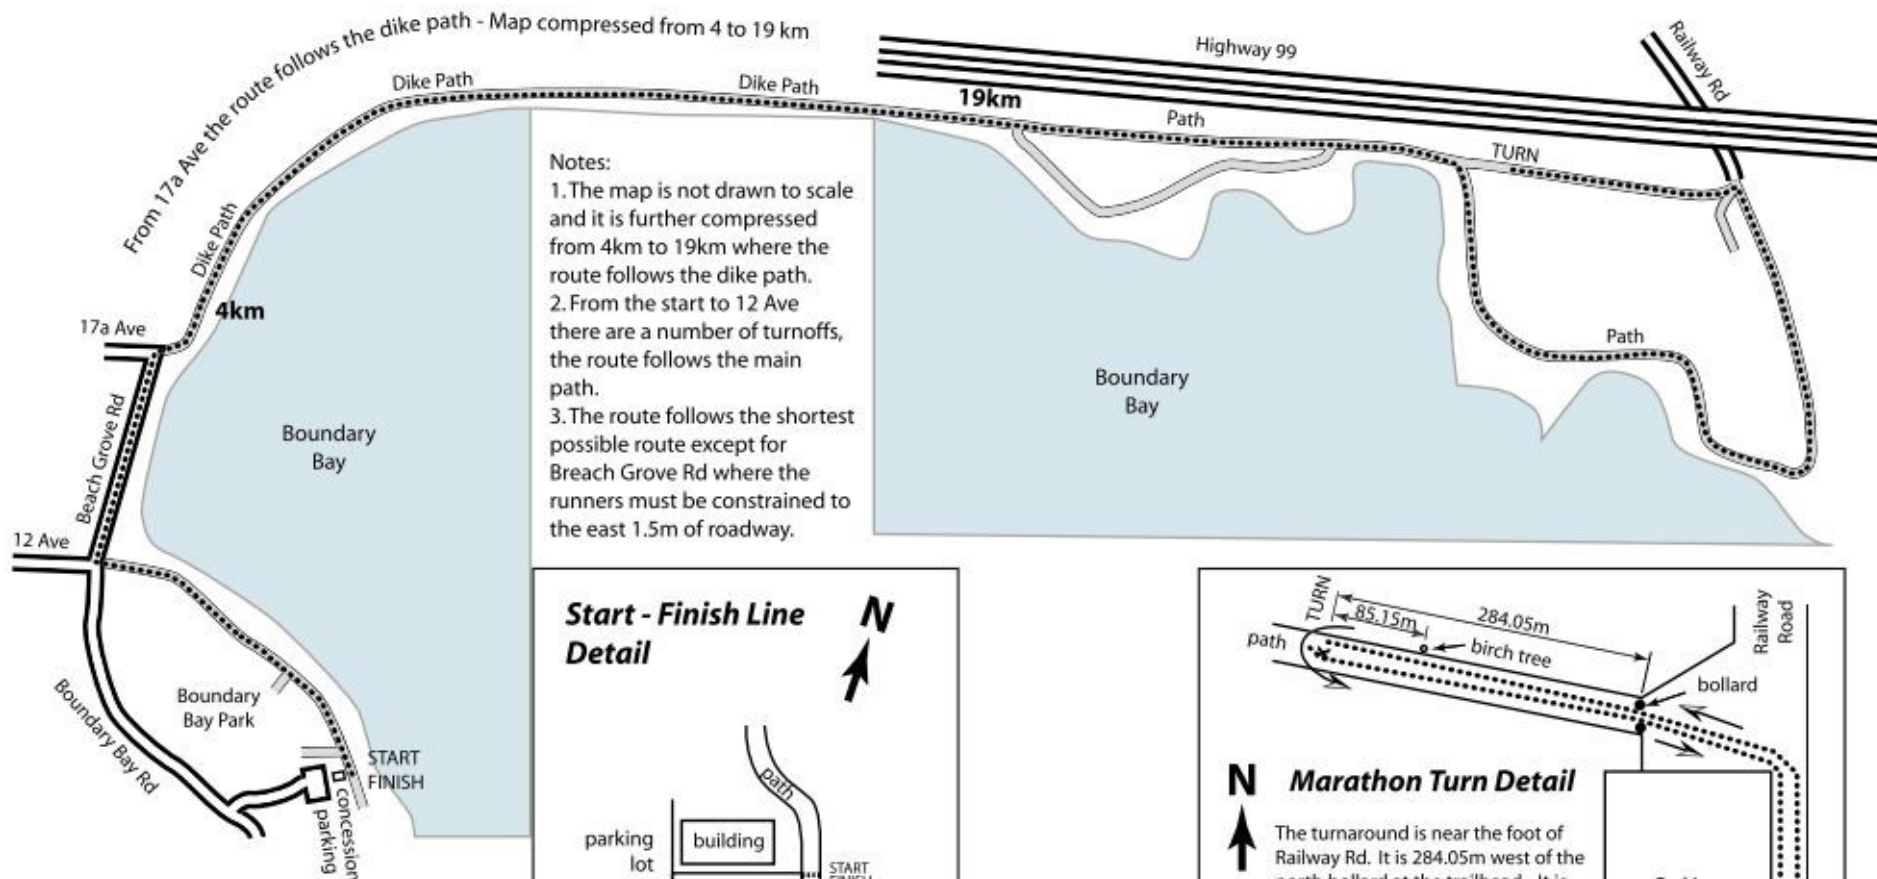 From 17a Ave the route follows the dike path - Map compressed from 4 to 19 km
Dike Path
Dike Path
Dike Path
Highway 99
Railway Rd
19km
Path
TURN
4km
17a Ave
Beach Grove Rd
12 Ave
Boundary
Bay
Notes:
1. The map is not drawn to scale
and it is further compressed
from 4km to 19km where the
route follows the dike path.
2. From the start to 12 Ave
there are a number of turnoffs,
the route follows the main
path.
3. The route follows the shortest
possible route except for
Breach Grove Rd where the
runners must be constrained to
the east 1.5m of roadway.
Boundary
Bay
Path
Boundary
Bay Park
Boundary Bay Rd
START
FINISH
concession
parking
Start - Finish Line
Detail
N
path
parking
lot
building
START
TURN
85.15m
284.05m
path
birch tree
Railway
Road
bollard
N
Marathon Turn Detail
The turnaround is near the foot of
Railway Rd. It is 284.05m west of the